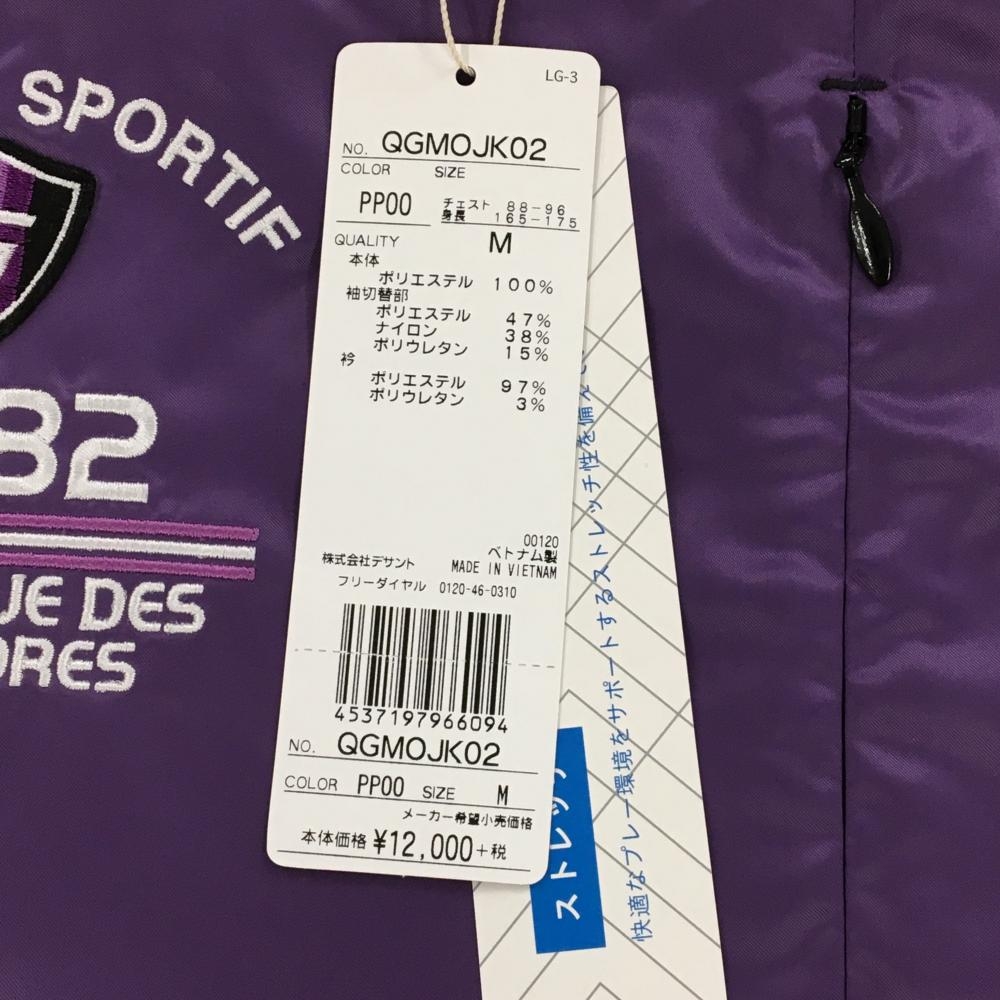 SPORTIF
82
UE DES
ORES
LG-3
NO. QGMOJK02
COLOR SIZE
PP00 チェスト 88-96
身長 165-175
QUALITY M
本体
ポリエステル 100%
袖切替部
ポリエステル 47%
ナイロン 38%
ポリウレタン 15%
衿
ポリエステル 97%
ポリウレタン 3%
00120
ベトナム製
株式会社デサント MADE IN VIETNAM
フリーダイヤル 0120-46-0310
4537197966094
NO. QGMOJK02
COLOR PP00 SIZE M
メーカー希望小売価格
本体価格 ¥12,000+税
ストレッチ
快適なプレー環境をサポートするストレッチ性を備え